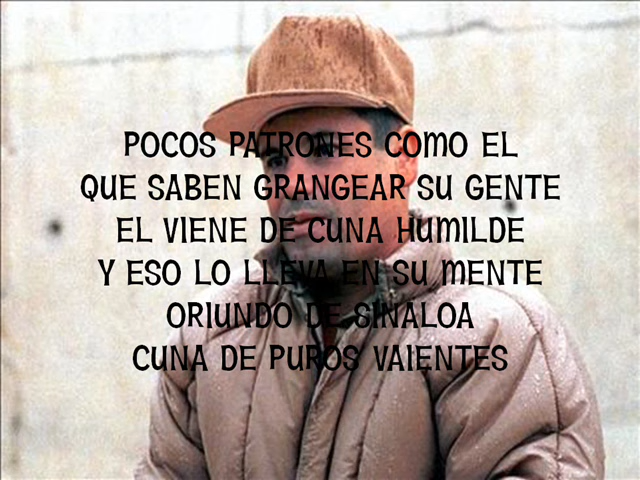 POCOS PATRONES COMO EL
QUE SABEN GRANGEAR SU GENTE
EL VIENE DE CUNA HUMILDE
Y ESO LO LLEVA EN SU MENTE
ORIUNDO DE SINALOA
CUNA DE PUROS VAIENTES